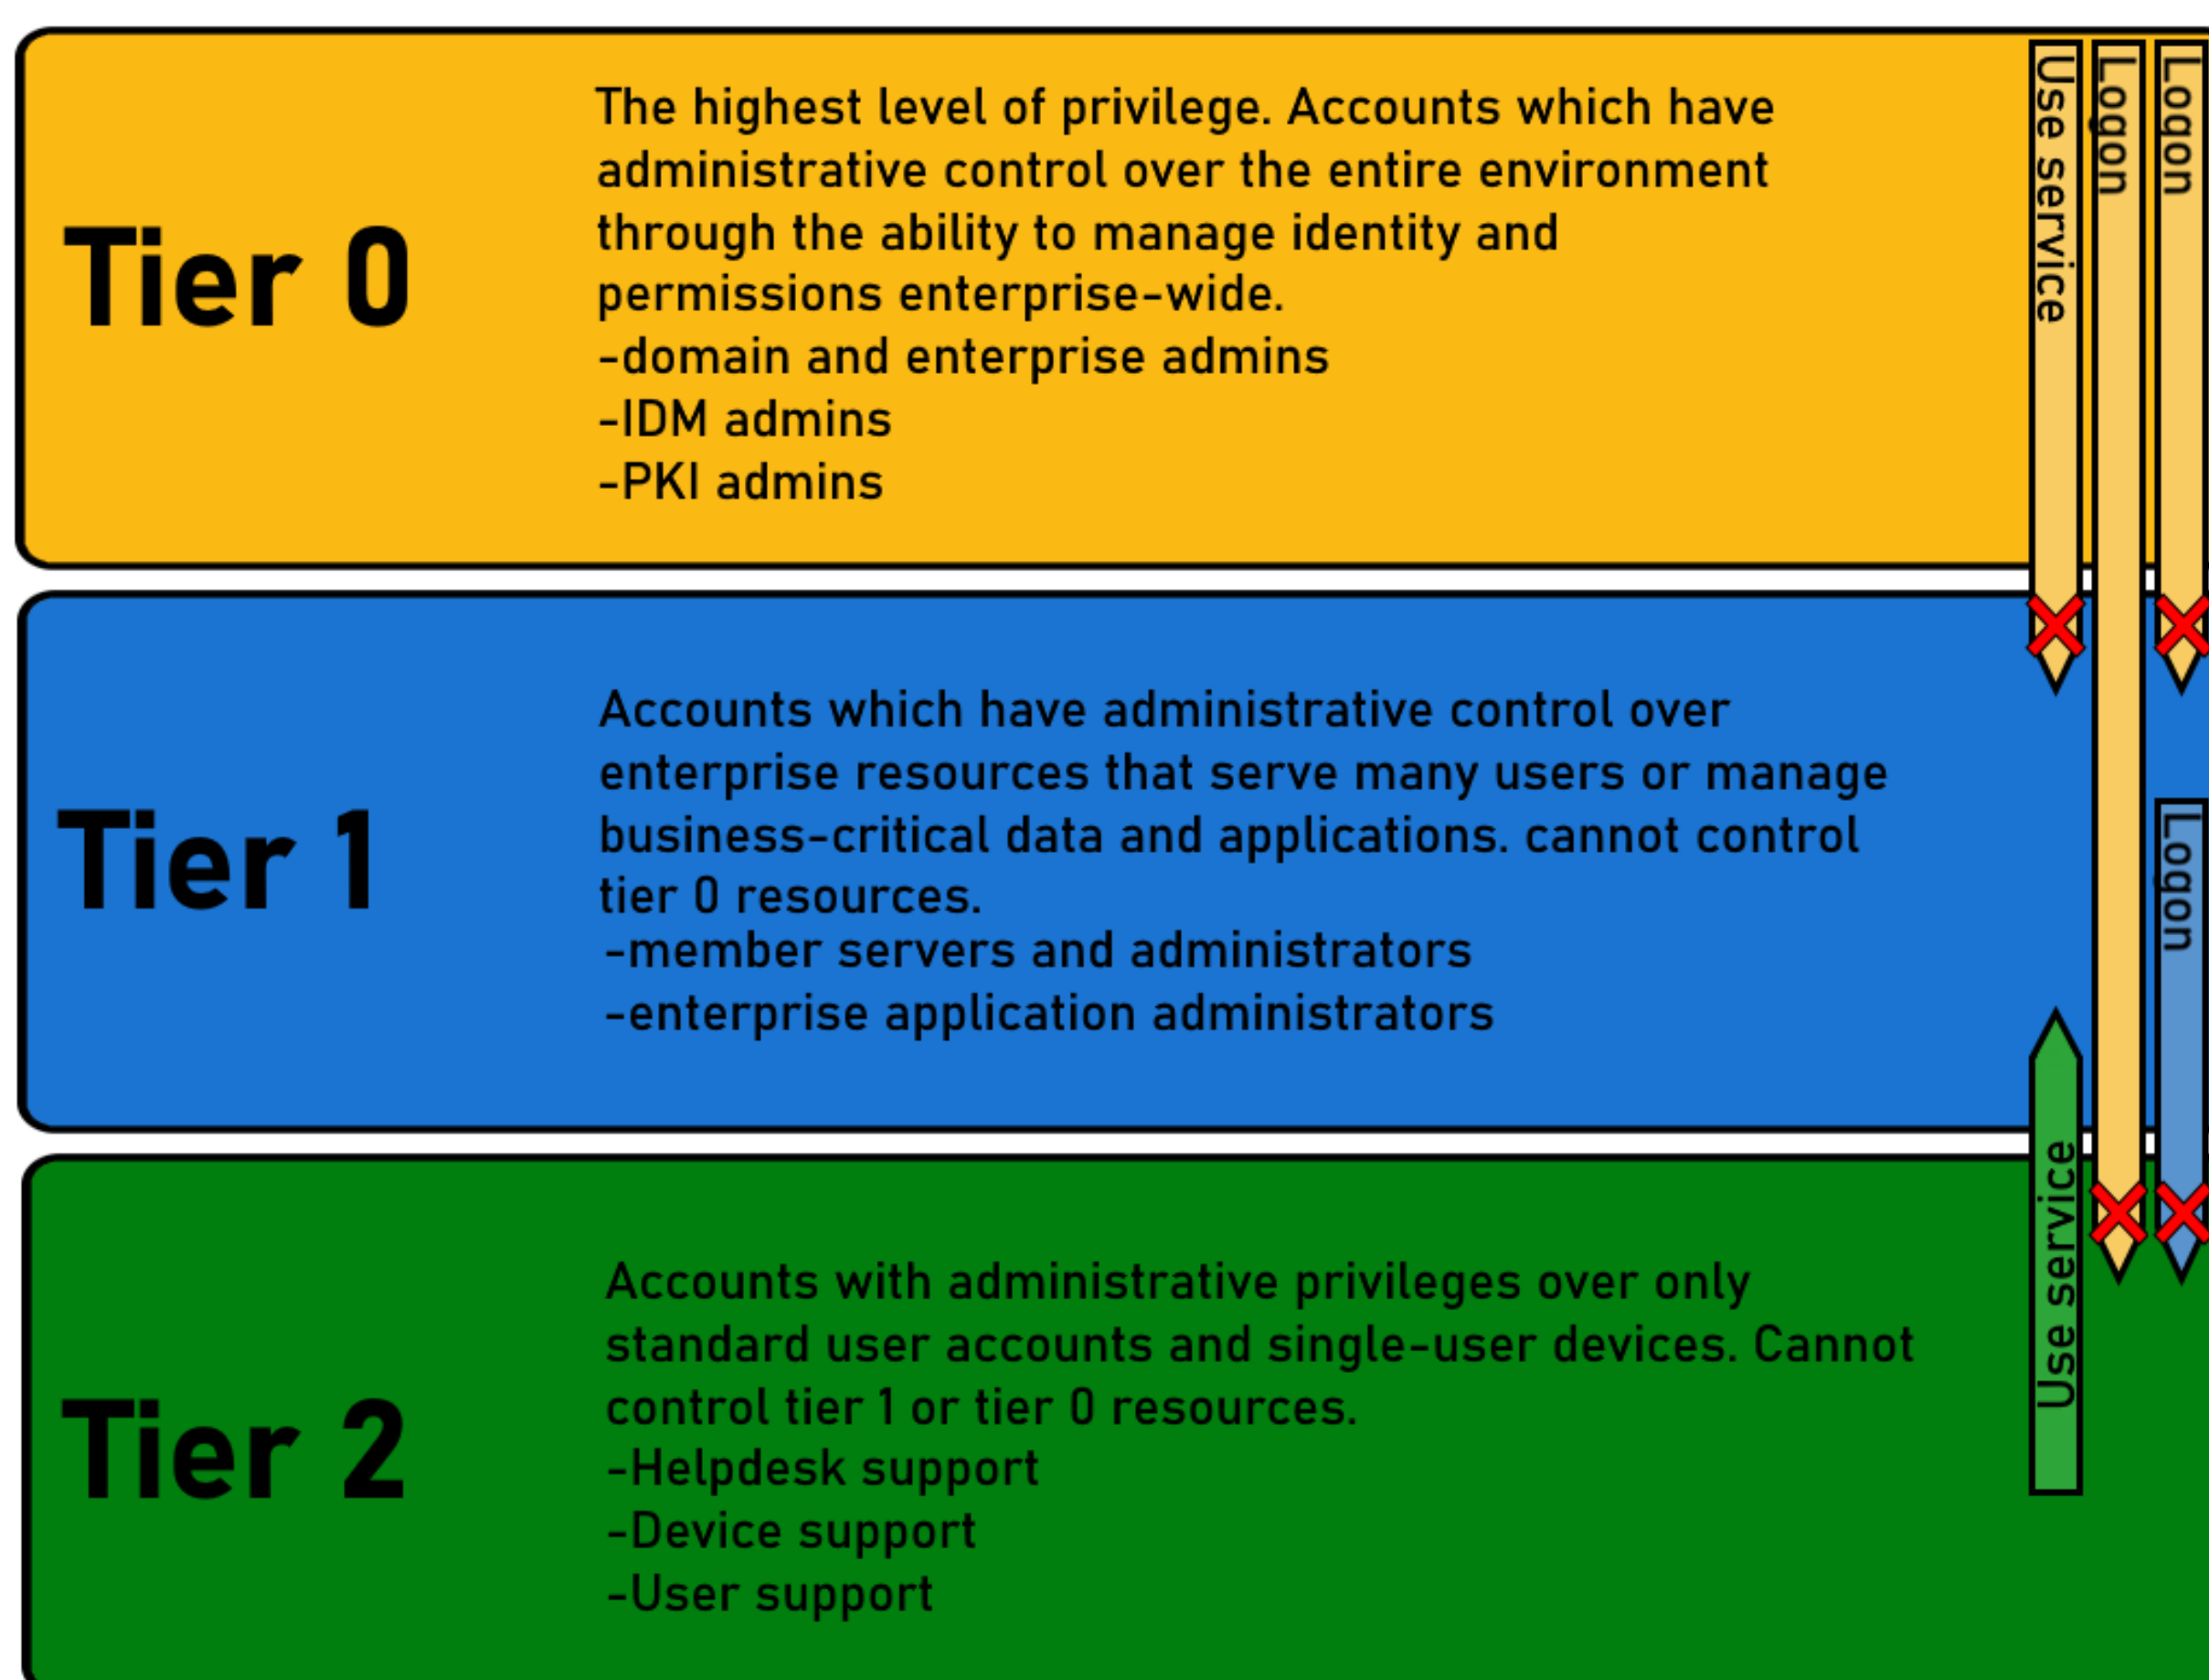 Tier 0
The highest level of privilege. Accounts which have
administrative control over the entire environment
through the ability to manage identity and
permissions enterprise-wide.
-domain and enterprise admins
-IDM admins
-PKI admins
Use service
Logon
Logon
Tier 1
Accounts which have administrative control over
enterprise resources that serve many users or manage
business-critical data and applications. cannot control
tier 0 resources.
-member servers and administrators
-enterprise application administrators
Logon
Tier 2
Accounts with administrative privileges over only
standard user accounts and single-user devices. Cannot
control tier 1 or tier 0 resources.
-Helpdesk support
-Device support
-User support
Use service